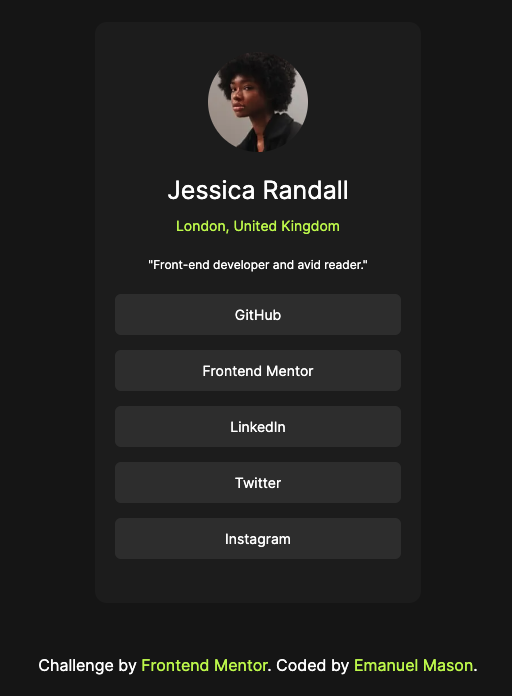 Jessica Randall
London, United Kingdom
"Front-end developer and avid reader."
GitHub
Frontend Mentor
LinkedIn
Twitter
Instagram
Challenge by Frontend Mentor. Coded by Emanuel Mason.